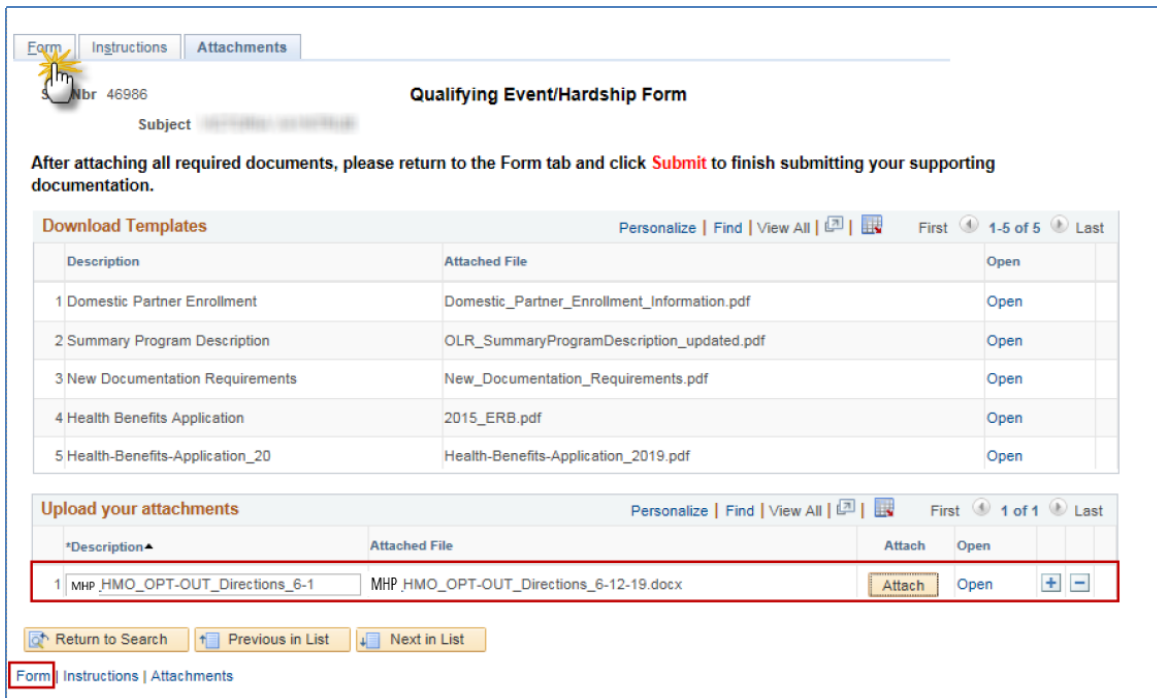 Form Instructions Attachments
Nbr 46986 Qualifying Event/Hardship Form
Subject
After attaching all required documents, please return to the Form tab and click Submit to finish submitting your supporting
documentation.
Download Templates Personalize | Find | View All | | First 1-5 of 5 Last
Description Attached File Open
1 Domestic Partner Enrollment Domestic_Partner_Enrollment_Information.pdf Open
2 Summary Program Description OLR_SummaryProgramDescription_updated.pdf Open
3 New Documentation Requirements New_Documentation_Requirements.pdf Open
4 Health Benefits Application 2015_ERB.pdf Open
5 Health-Benefits-Application_20 Health-Benefits-Application_2019.pdf Open
Upload your attachments Personalize | Find | View All | | First 1 of 1 Last
*Description Attached File Attach Open
1 MHP_HMO_OPT-OUT_Directions_6-1 MHP_HMO_OPT-OUT_Directions_6-12-19.docx Attach Open + -
Return to Search Previous in List Next in List
Form | Instructions | Attachments